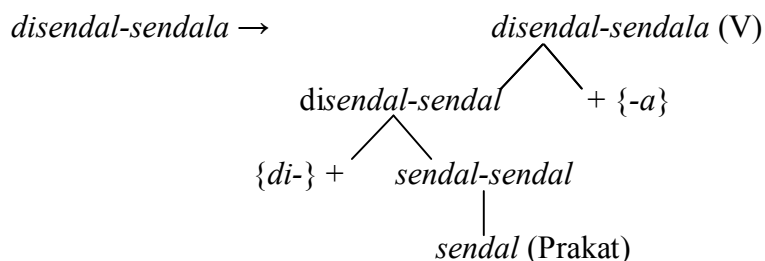 disendal-sendala → disendal-sendala (V)
disendal-sendal + {-a}
{di-} + sendal-sendal
sendal (Prakat)